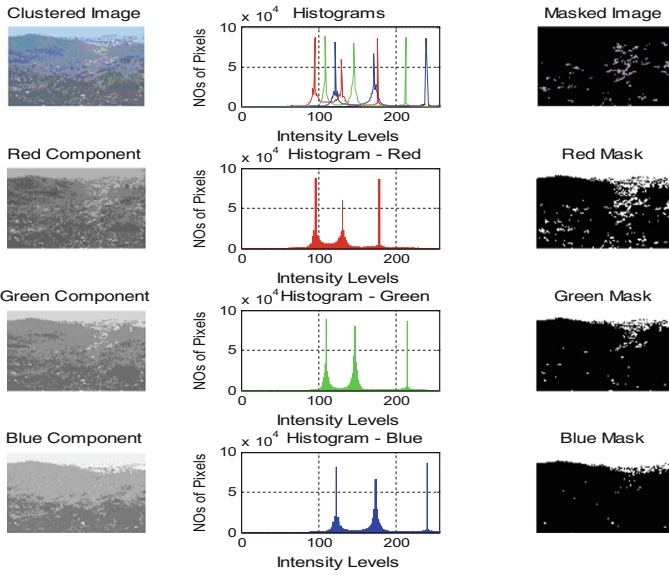 Clustered Image
Histograms
Masked Image
x 10^4
10
5
0
0 100 200
NOs of Pixels
Intensity Levels
Red Component
Histogram - Red
Red Mask
x 10^4
10
5
0
0 100 200
NOs of Pixels
Intensity Levels
Green Component
Histogram - Green
Green Mask
x 10^4
10
5
0
0 100 200
NOs of Pixels
Intensity Levels
Blue Component
Histogram - Blue
Blue Mask
x 10^4
10
5
0
0 100 200
NOs of Pixels
Intensity Levels